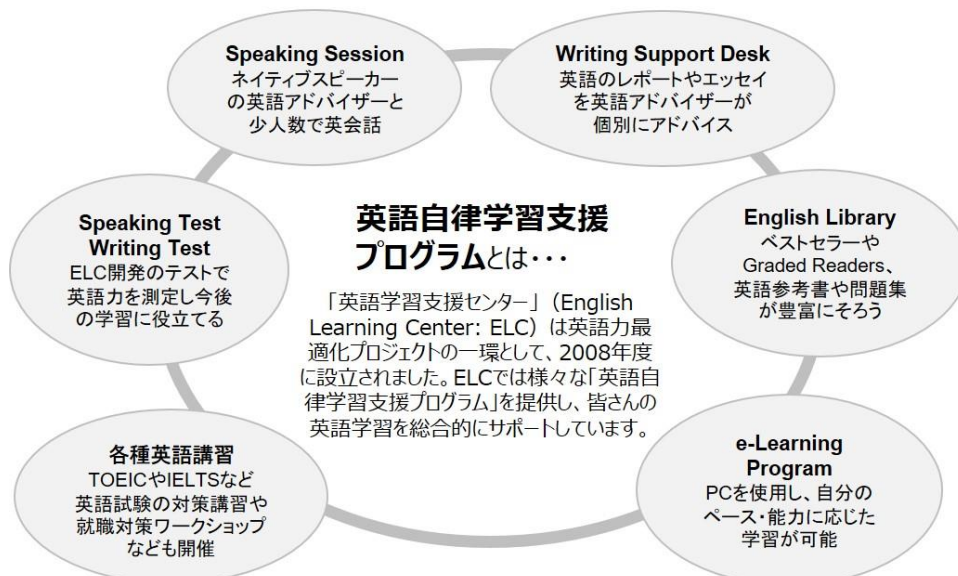 Speaking Session
ネイティブスピーカー
の英語アドバイザーと
少人数で英会話
Writing Support Desk
英語のレポートやエッセイ
を英語アドバイザーが
個別にアドバイス
Speaking Test
Writing Test
ELC開発のテストで
英語力を測定し今後
の学習に役立てる
英語自律学習支援
プログラムとは・・・
「英語学習支援センター」（English
Learning Center: ELC）は英語力最
適化プロジェクトの一環として、2008年度
に設立されました。ELCでは様々な「英語自
律学習支援プログラム」を提供し、皆さんの
英語学習を総合的にサポートしています。
English Library
ベストセラーや
Graded Readers、
英語参考書や問題集
が豊富にそろう
各種英語講習
TOEICやIELTSなど
英語試験の対策講習や
就職対策ワークショップ
なども開催
e-Learning
Program
PCを使用し、自分の
ペース・能力に応じた
学習が可能